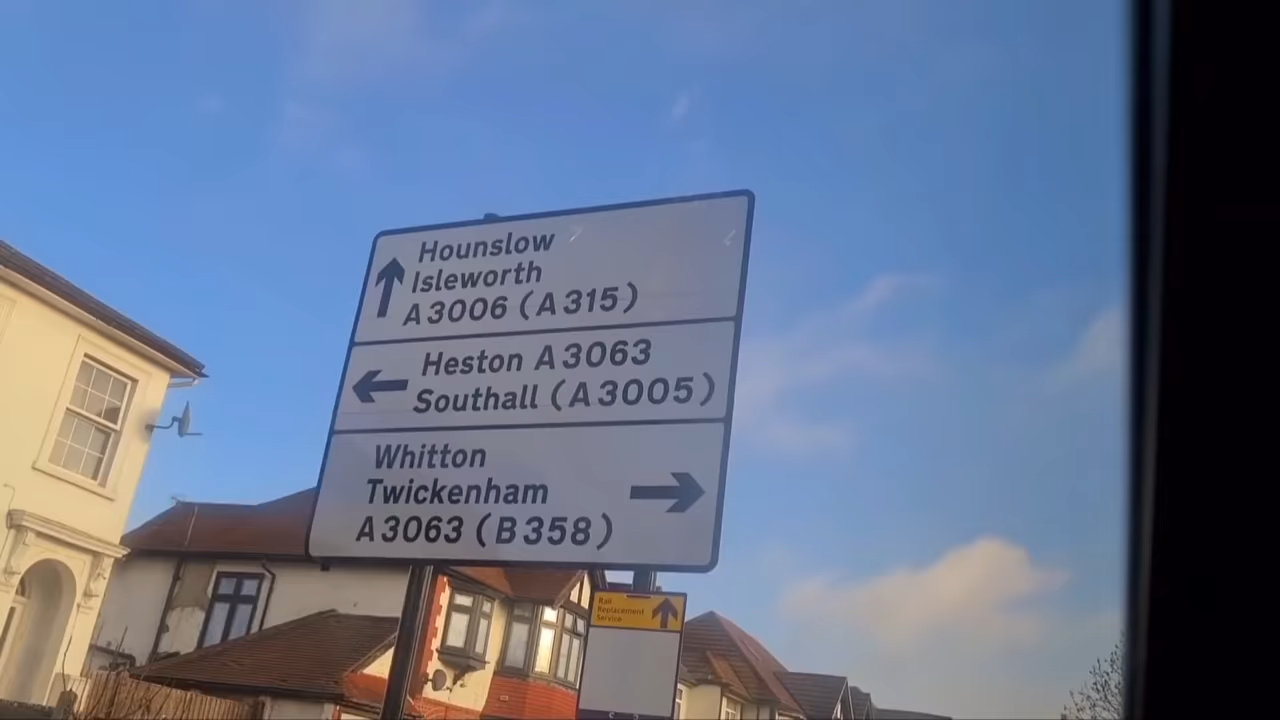 Hounslow
Isleworth
A3006 (A315)
Heston A3063
Southall (A3005)
Whitton
Twickenham
A3063 (B358)
Rail
Replacement
Service